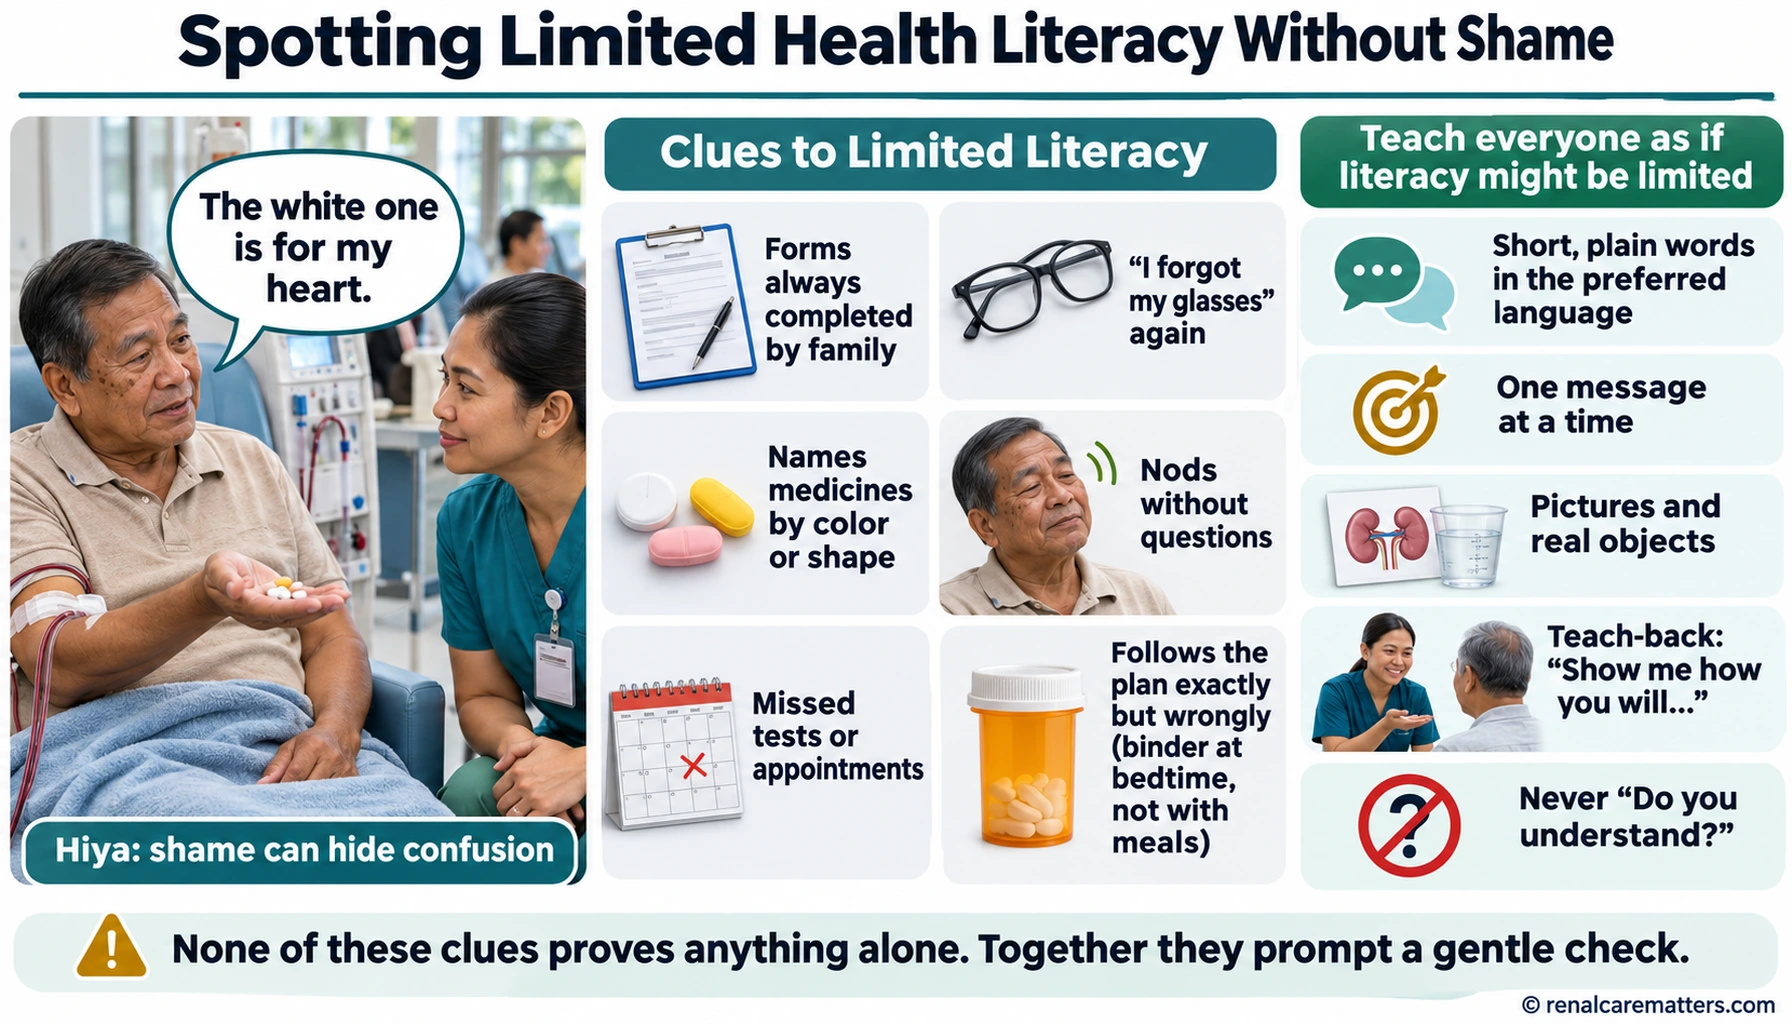 Spotting Limited Health Literacy Without Shame
The white one
is for my
heart.
Hiya: shame can hide confusion
Clues to Limited Literacy
Forms
always
completed
by family
“I forgot
my glasses”
again
Names
medicines
by color
or shape
Nods
without
questions
Missed
tests or
appointments
Follows the
plan exactly
but wrongly
(binder at
bedtime,
not with
meals)
Teach everyone as if
literacy might be limited
Short, plain words
in the preferred
language
One message
at a time
Pictures and
real objects
Teach-back:
“Show me how
you will...”
Never “Do you
understand?”
None of these clues proves anything alone. Together they prompt a gentle check.
© renalcarematters.com